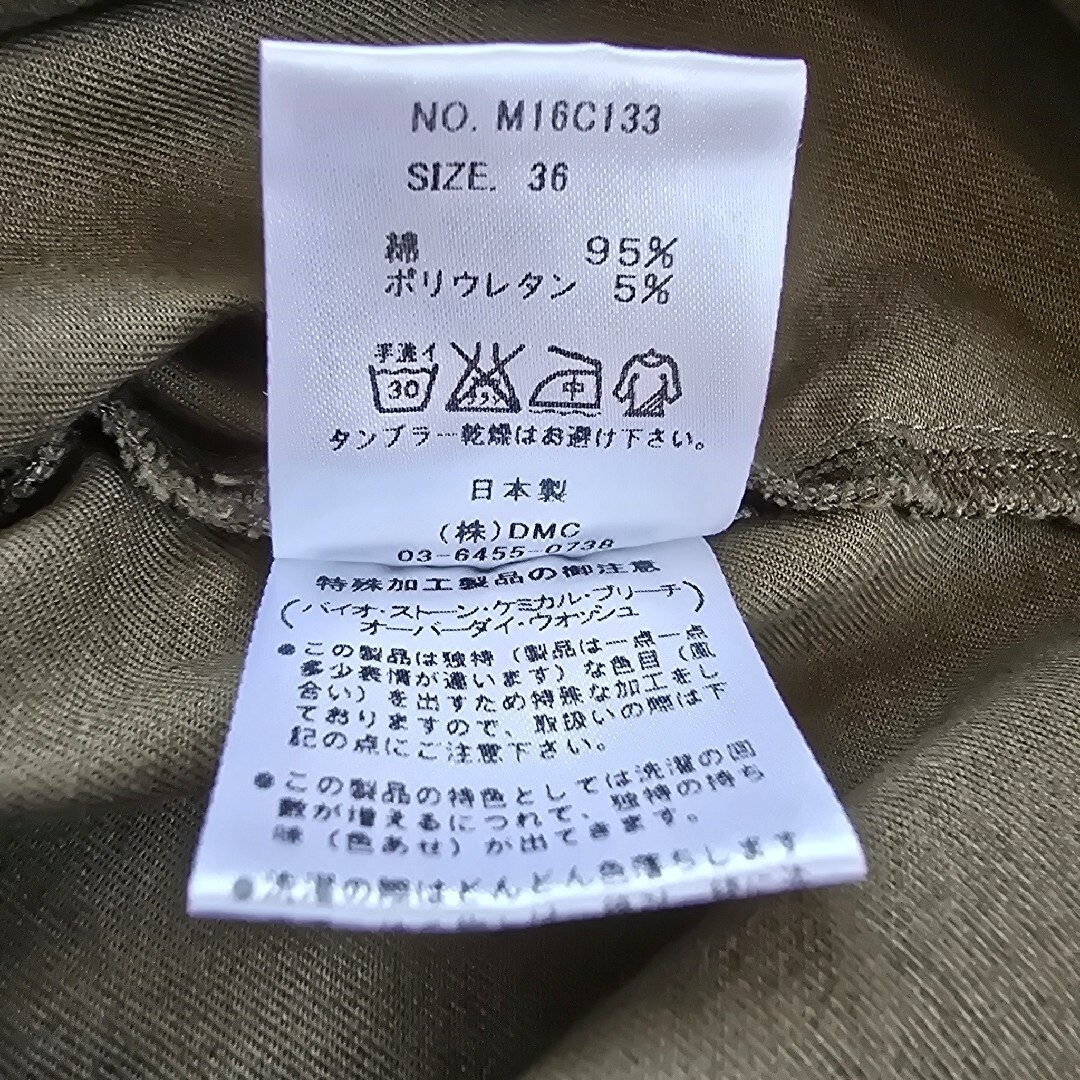 NO. M16C133
SIZE. 36
綿 95%
ポリウレタン 5%
手洗イ
30 中
タンブラー乾燥はお避け下さい。
日本製
(株)DMC
03-6455-0738
特殊加工製品の御注意
(バイオ・ストーン・ケミカル・ブリーチ
オーバーダイ・ウオッシュ)
●この製品は独特(製品は一点一点
多少表情が違います)な色目(風
合い)を出すため特殊な加工をし
ておりますので、取扱いの際は下
記の点にご注意下さい。
●この製品の特色としては洗濯の回
数が増えるにつれて、独特の持ち
味(色あせ)が出てきます。
●洗濯の際はどんどん色落ちします